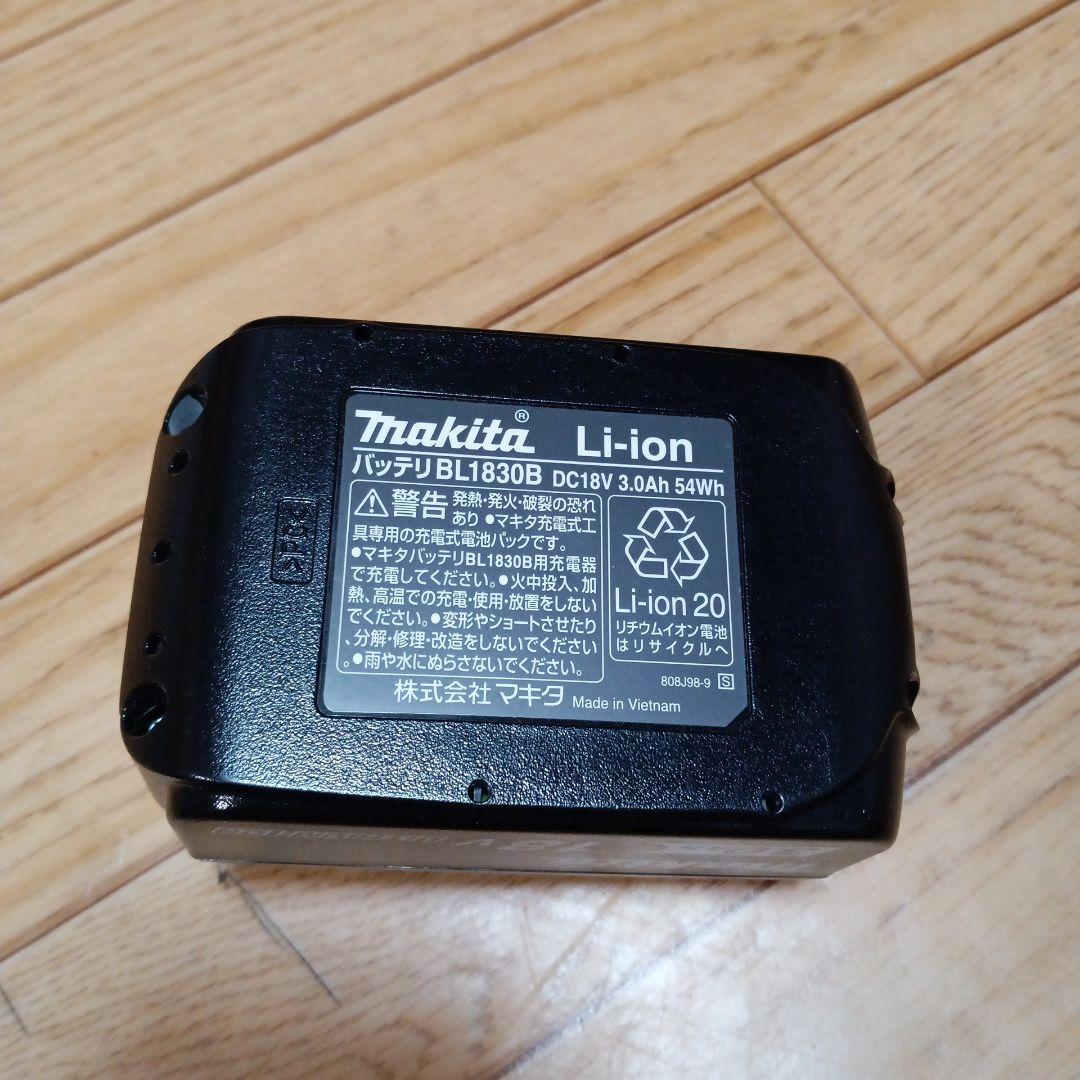 makita® Li-ion
バッテリ BL1830B DC18V 3.0Ah 54Wh
⚠警告 発熱・発火・破裂の恐れ
あり ●マキタ充電式工
具専用の充電式電池パックです。
●マキタバッテリBL1830B用充電器
で充電してください。●火中投入、加
熱、高温での充電・使用・放置をしない
でください。●変形やショートさせたり
、分解・修理・改造をしないでください
。●雨や水にぬらさないでください。
Li-ion 20
リチウムイオン電池
はリサイクルへ
808J98-9 S
株式会社 マキタ Made in Vietnam
>PC<